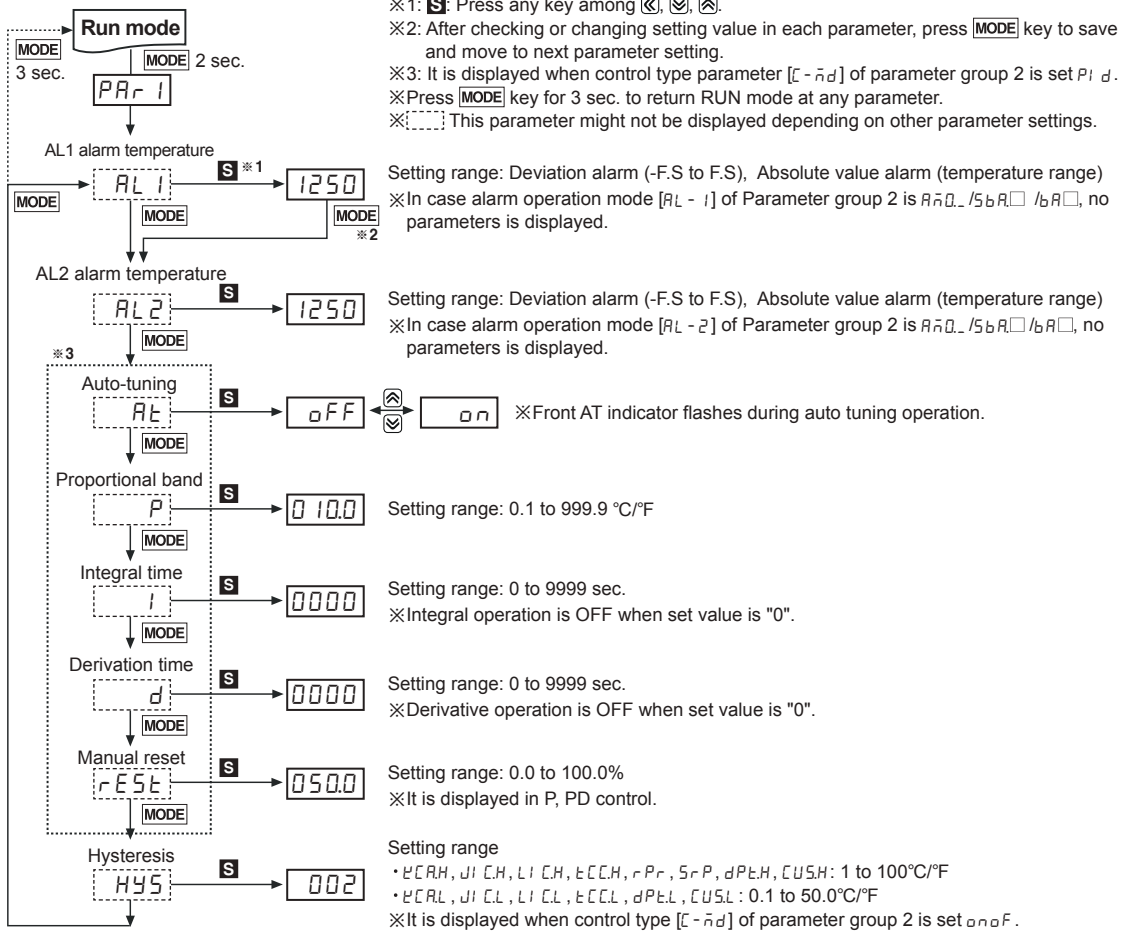 ※1: S: Press any key among «, ︾, ︽.
Run mode
※2: After checking or changing setting value in each parameter, press MODE key to save
and move to next parameter setting.
MODE
3 sec.
MODE 2 sec.
※3: It is displayed when control type parameter [C-md] of parameter group 2 is set PI d.
PAr1
※Press MODE key for 3 sec. to return RUN mode at any parameter.
※[ ] This parameter might not be displayed depending on other parameter settings.
AL1 alarm temperature
S ※1
AL1
1250
Setting range: Deviation alarm (-F.S to F.S), Absolute value alarm (temperature range)
MODE
MODE
MODE
※2
※In case alarm operation mode [AL-1] of Parameter group 2 is Am0._ /SbA.□ /bA□, no
parameters is displayed.
AL2 alarm temperature
S
AL2
1250
Setting range: Deviation alarm (-F.S to F.S), Absolute value alarm (temperature range)
MODE
※In case alarm operation mode [AL-2] of Parameter group 2 is Am0._ /SbA.□ /bA□, no
parameters is displayed.
※3
Auto-tuning
S
At
oFF
on
※Front AT indicator flashes during auto tuning operation.
MODE
Proportional band
S
P
010.0
Setting range: 0.1 to 999.9 ℃/℉
MODE
Integral time
S
I
0000
Setting range: 0 to 9999 sec.
※Integral operation is OFF when set value is "0".
MODE
Derivation time
S
d
0000
Setting range: 0 to 9999 sec.
※Derivative operation is OFF when set value is "0".
MODE
Manual reset
S
rESt
050.0
Setting range: 0.0 to 100.0%
※It is displayed in P, PD control.
MODE
Hysteresis
S
HYS
002
Setting range
・KCA.H, JI C.H, LI C.H, tCC.H, rPr, SrP, dPt.H, CUS.H: 1 to 100℃/℉
・KCA.L, JI C.L, LI C.L, tCC.L, dPt.L, CUS.L: 0.1 to 50.0℃/℉
※It is displayed when control type [C-md] of parameter group 2 is set onoF.